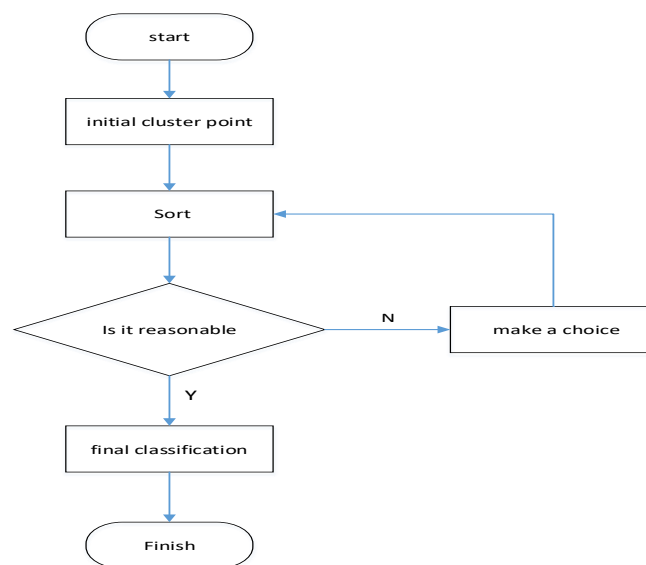 start
initial cluster point
Sort
Is it reasonable
N
make a choice
Y
final classification
Finish